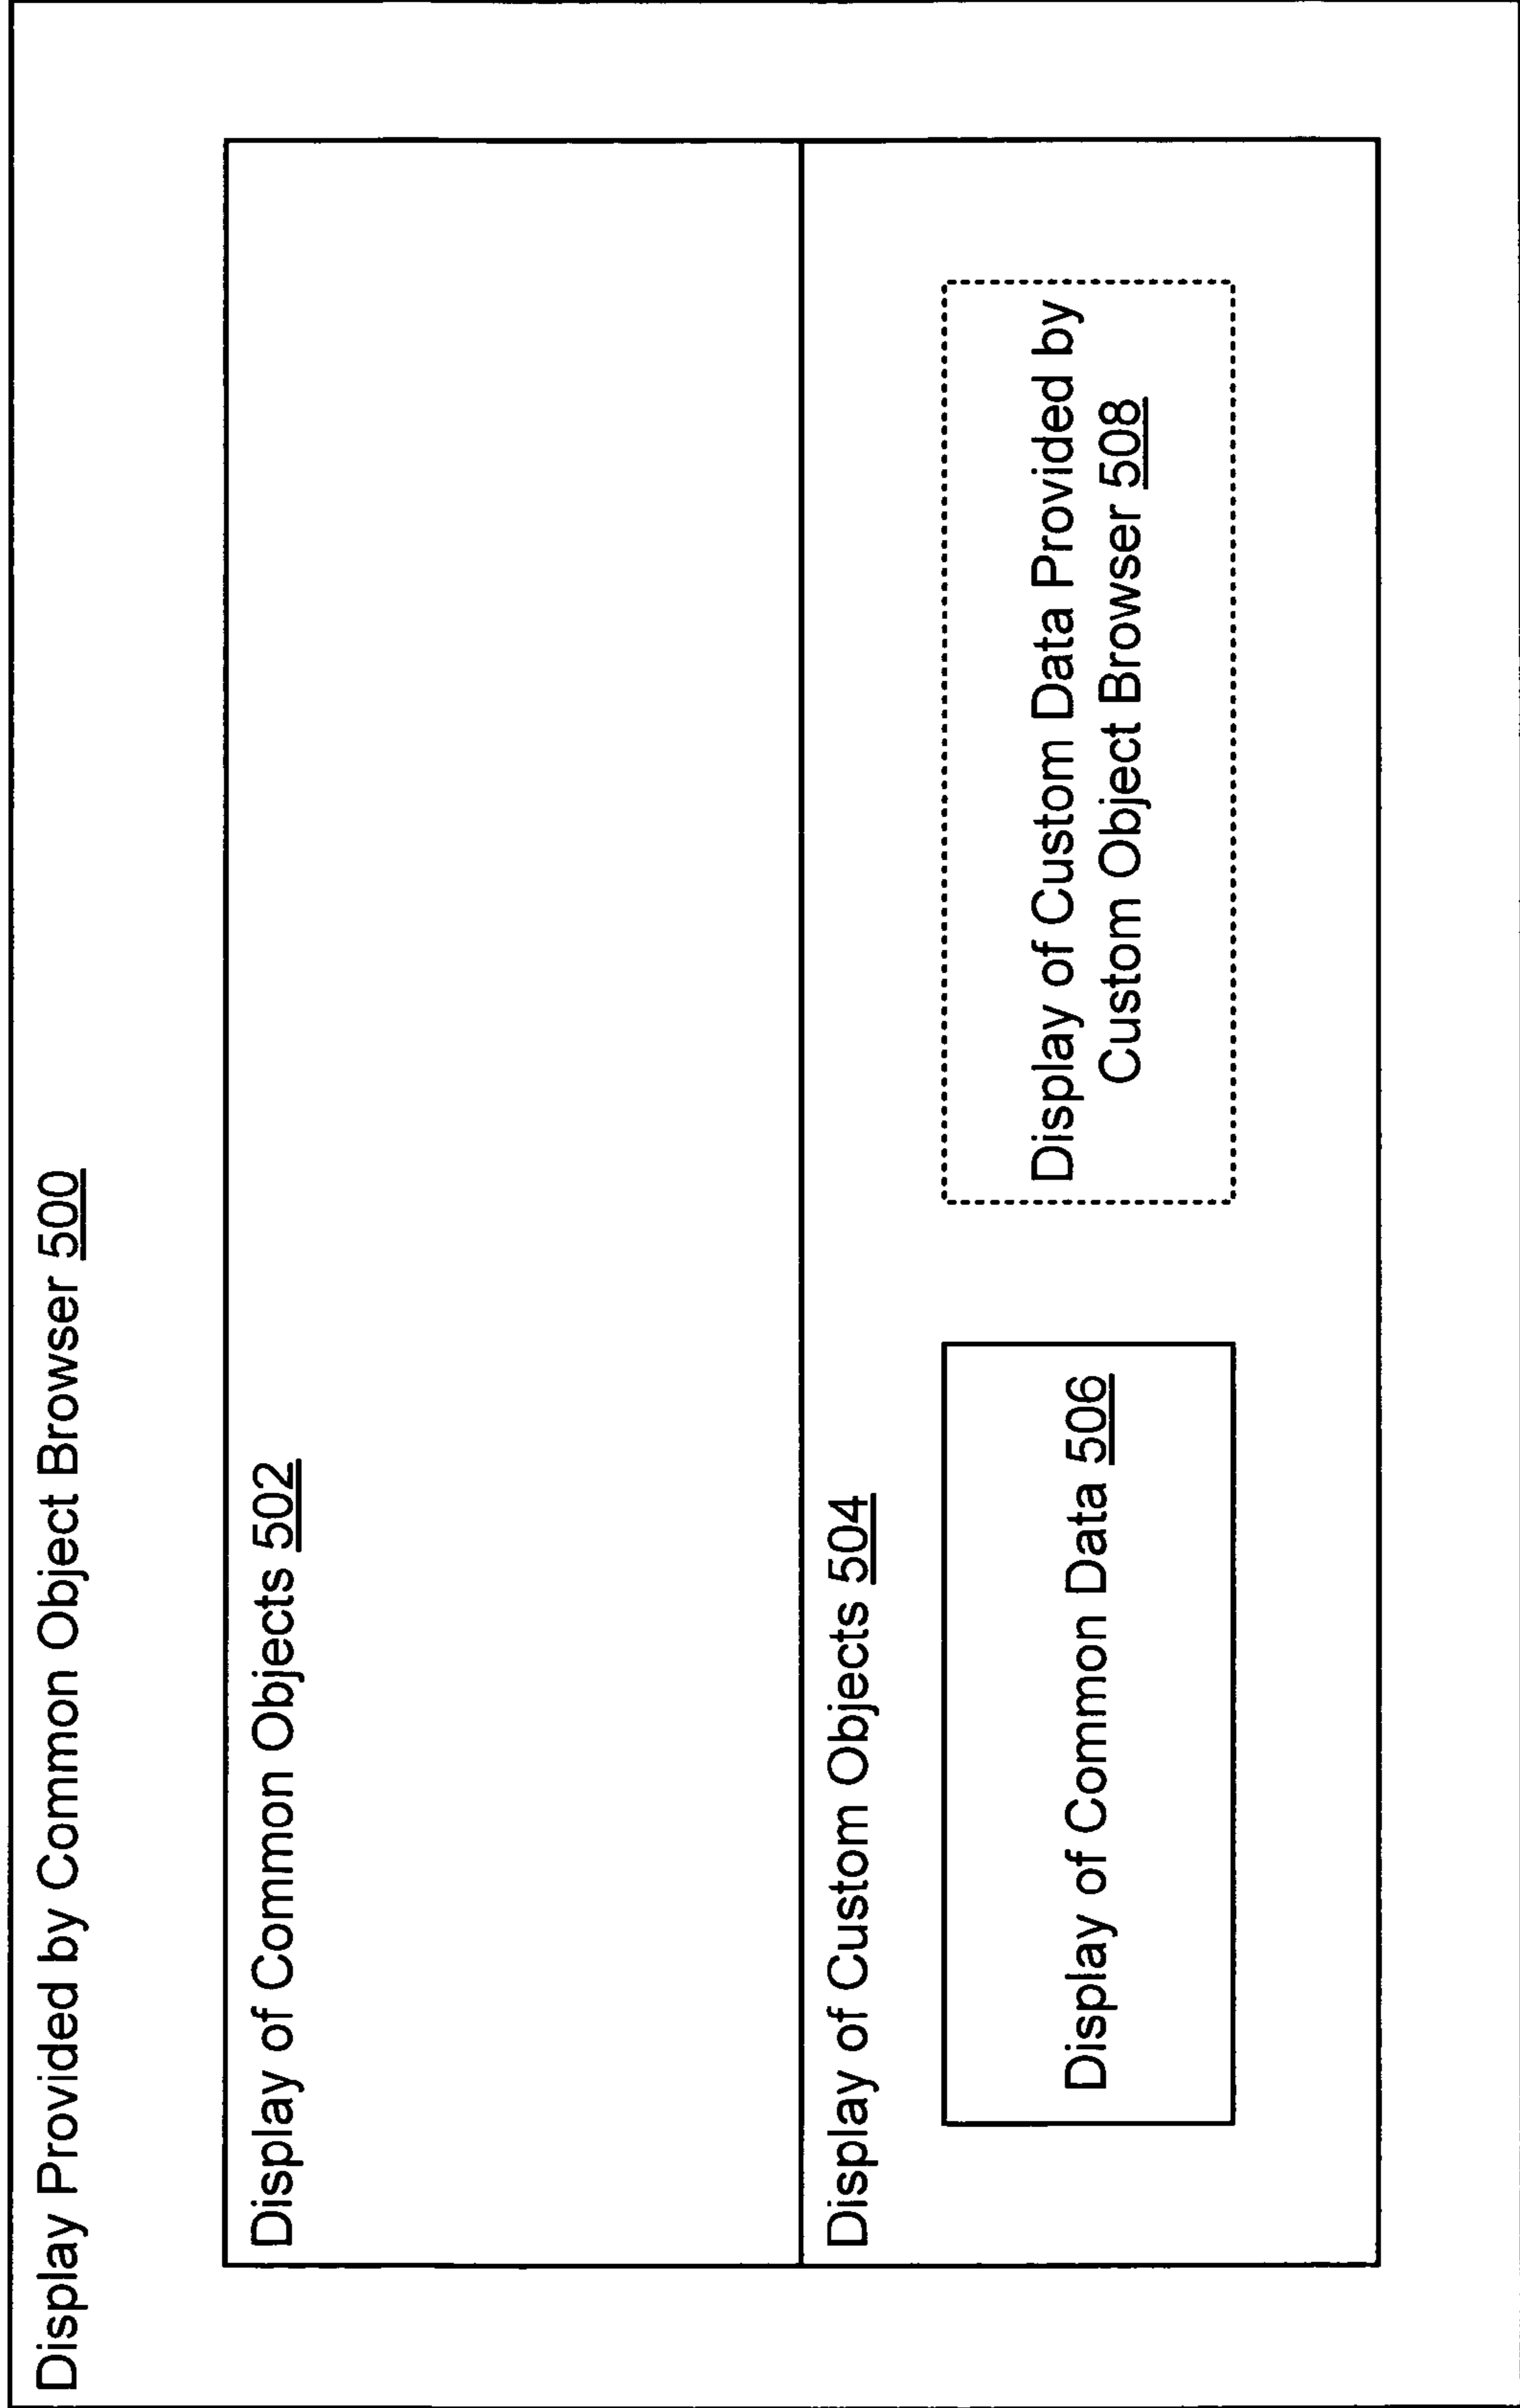 Display Provided by Common Object Browser 500
Display of Common Objects 502
Display of Custom Objects 504
Display of Common Data 506
Display of Custom Data Provided by
Custom Object Browser 508